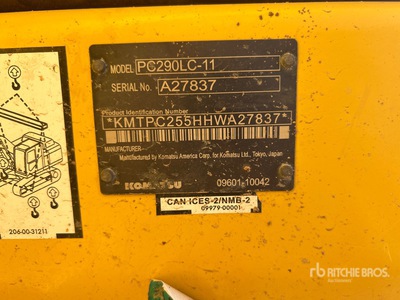 MODEL PC290LC-11
SERIAL No. A27837
Product Identification Number
*KMTPC255HHWA27837*
MANUFACTURER
Maintifactured by Komatsu America Corp. for Komatsu Ltd., Tokyo, Japan
KOMATSU 09601-10042
CAN ICES-2/NMB-2
09979-00001
206-00-31211
rb RITCHIE BROS.